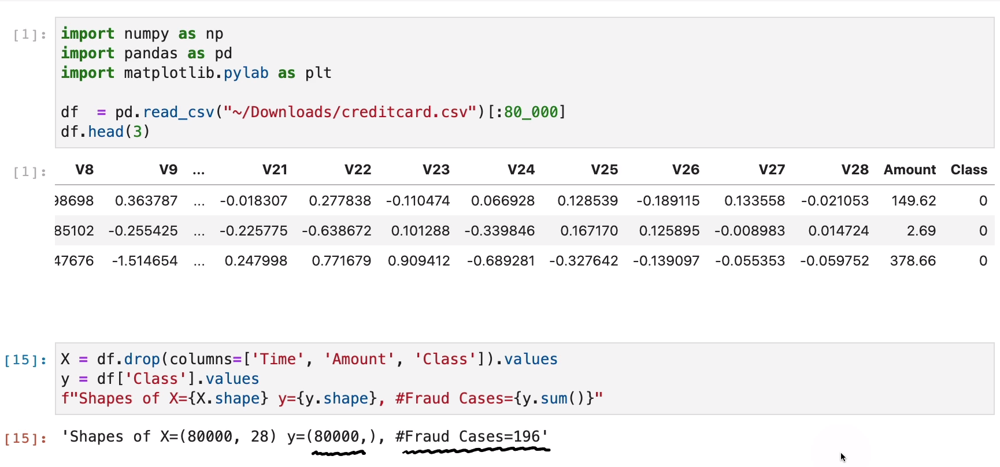 [1]: import numpy as np
import pandas as pd
import matplotlib.pylab as plt
df  = pd.read_csv("~/Downloads/creditcard.csv")[:80_000]
df.head(3)
[1]: V8 V9 ... V21 V22 V23 V24 V25 V26 V27 V28 Amount Class
98698 0.363787 ... -0.018307 0.277838 -0.110474 0.066928 0.128539 -0.189115 0.133558 -0.021053 149.62 0
85102 -0.255425 ... -0.225775 -0.638672 0.101288 -0.339846 0.167170 0.125895 -0.008983 0.014724 2.69 0
47676 -1.514654 ... 0.247998 0.771679 0.909412 -0.689281 -0.327642 -0.139097 -0.055353 -0.059752 378.66 0
[15]: X = df.drop(columns=['Time', 'Amount', 'Class']).values
y = df['Class'].values
f"Shapes of X={X.shape} y={y.shape}, #Fraud Cases={y.sum()}"
[15]: 'Shapes of X=(80000, 28) y=(80000,), #Fraud Cases=196'